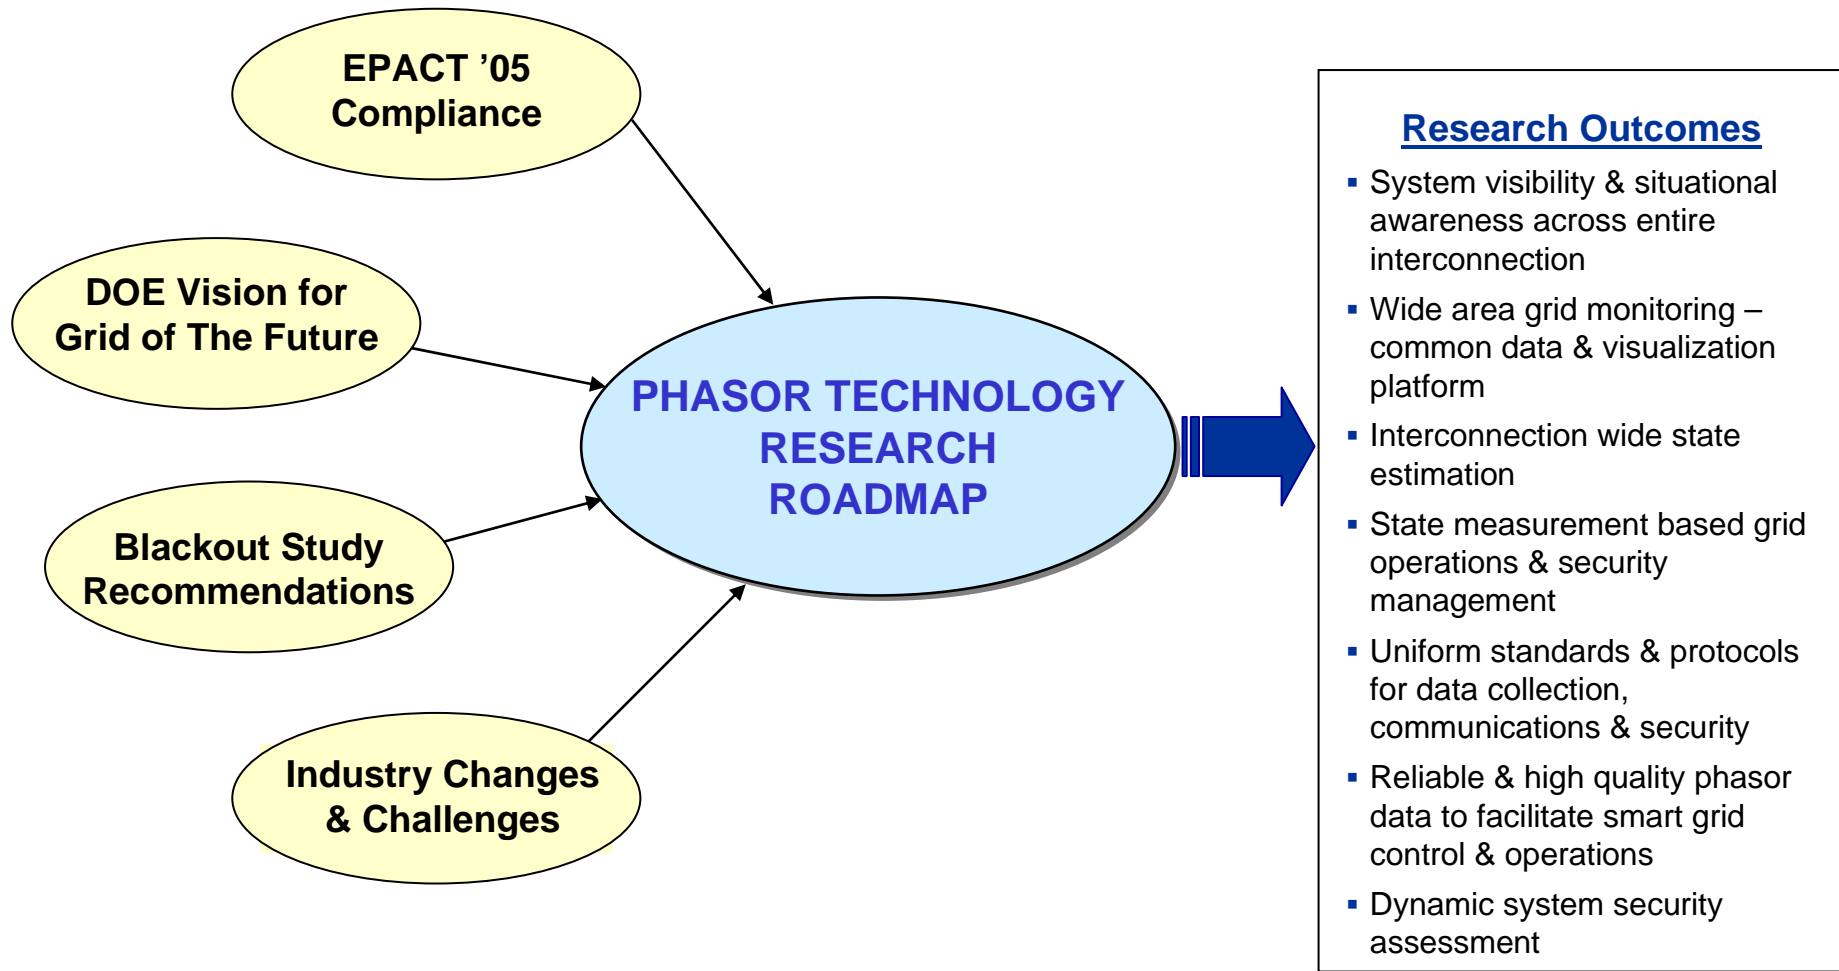 EPACT ’05
Compliance
DOE Vision for
Grid of The Future
Blackout Study
Recommendations
Industry Changes
& Challenges
PHASOR TECHNOLOGY
RESEARCH
ROADMAP
Research Outcomes
▪ System visibility & situational
awareness across entire
interconnection
▪ Wide area grid monitoring –
common data & visualization
platform
▪ Interconnection wide state
estimation
▪ State measurement based grid
operations & security
management
▪ Uniform standards & protocols
for data collection,
communications & security
▪ Reliable & high quality phasor
data to facilitate smart grid
control & operations
▪ Dynamic system security
assessment